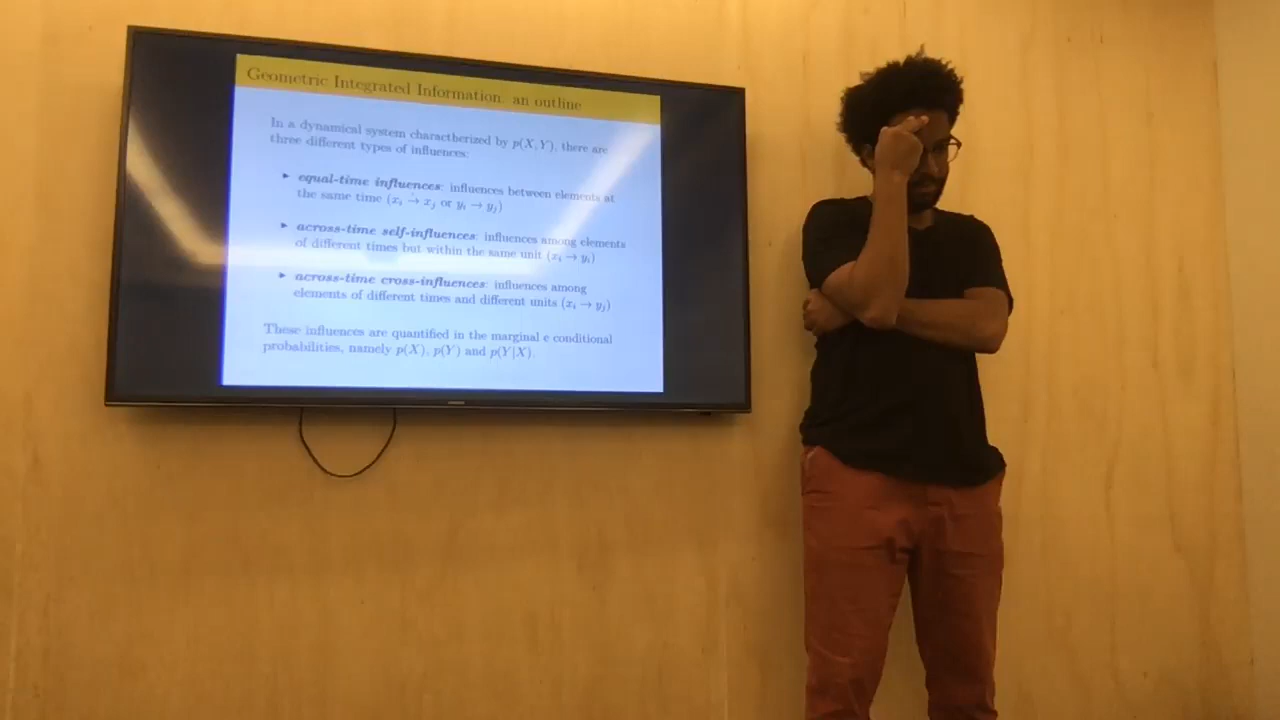 Geometric Integrated Information: an outline
In a dynamical system charactherized by p(X, Y), there are
three different types of influences:
► equal-time influences: influences between elements at
the same time (xᵢ → xⱼ or yᵢ → yⱼ)
► across-time self-influences: influences among elements
of different times but within the same unit (xᵢ → yᵢ)
► across-time cross-influences: influences among
elements of different times and different units (xᵢ → yⱼ)
These influences are quantified in the marginal e conditional
probabilities, namely p(X), p(Y) and p(Y|X).